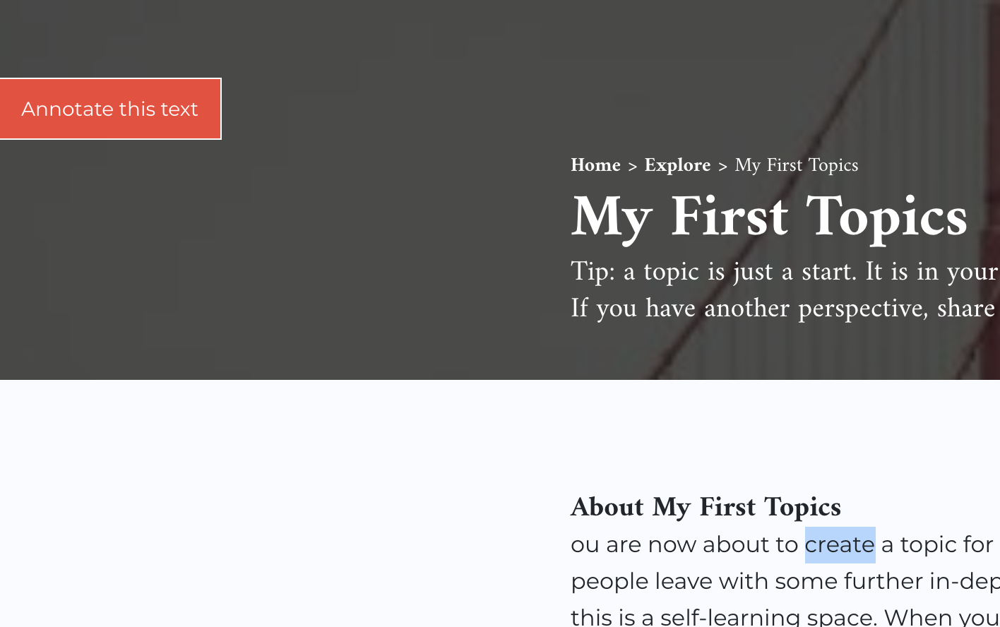 Annotate this text
Home > Explore > My First Topics
My First Topics
Tip: a topic is just a start. It is in your
If you have another perspective, share
About My First Topics
ou are now about to create a topic for
people leave with some further in-dep
this is a self-learning space. When you